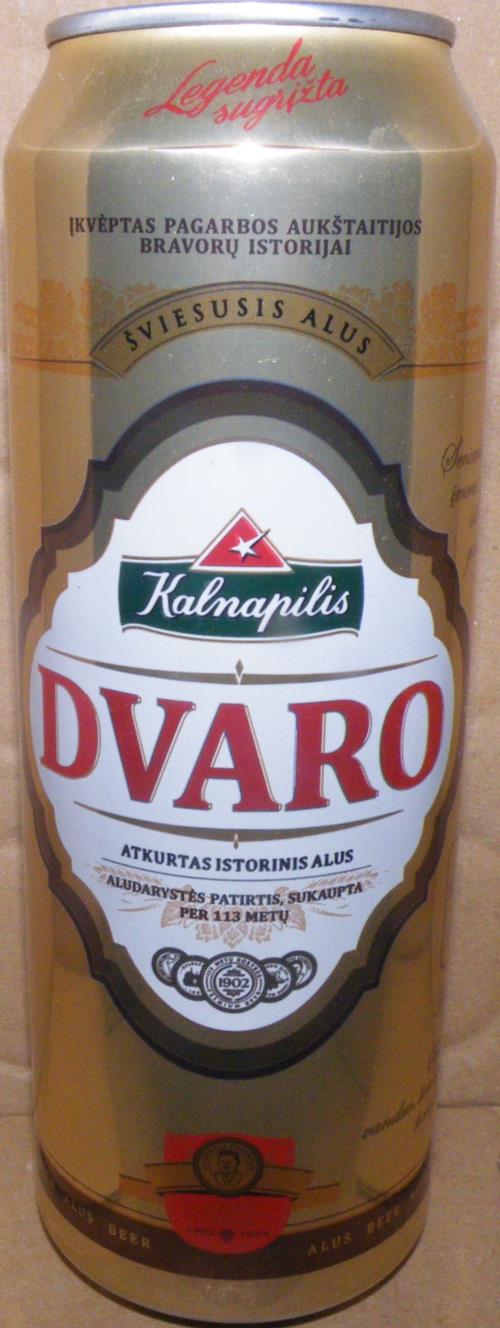 Legenda
sugrįžta
ĮKVĖPTAS PAGARBOS AUKŠTAITIJOS
BRAVORŲ ISTORIJAI
ŠVIESUSIS ALUS
Kalnapilis
DVARO
ATKURTAS ISTORINIS ALUS
ALUDARYSTĖS PATIRTIS, SUKAUPTA
PER 113 METŲ
1902
ALUS BEER
ALUS BEER